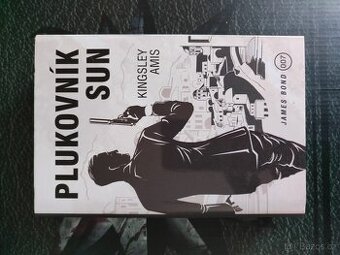 PLUKOVNÍK
SUN
KINGSLEY
AMIS
JAMES BOND 007